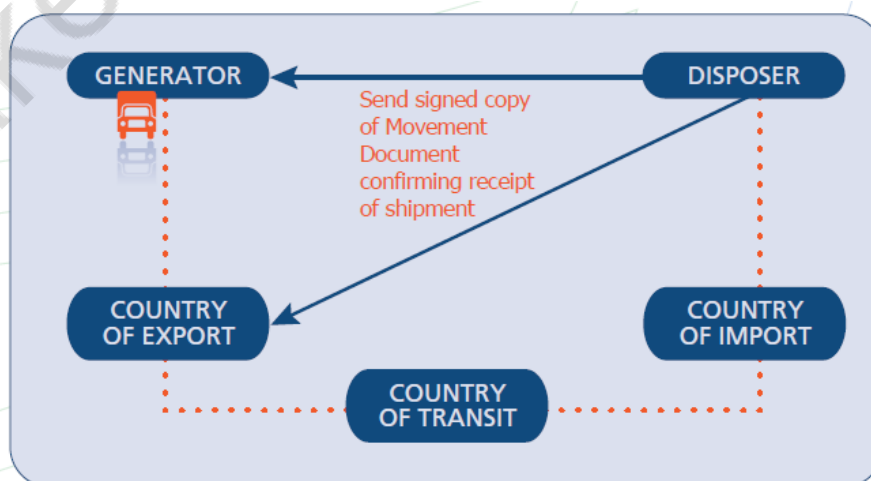 GENERATOR
DISPOSER
Send signed copy
of Movement
Document
confirming receipt
of shipment
COUNTRY
OF EXPORT
COUNTRY
OF IMPORT
COUNTRY
OF TRANSIT